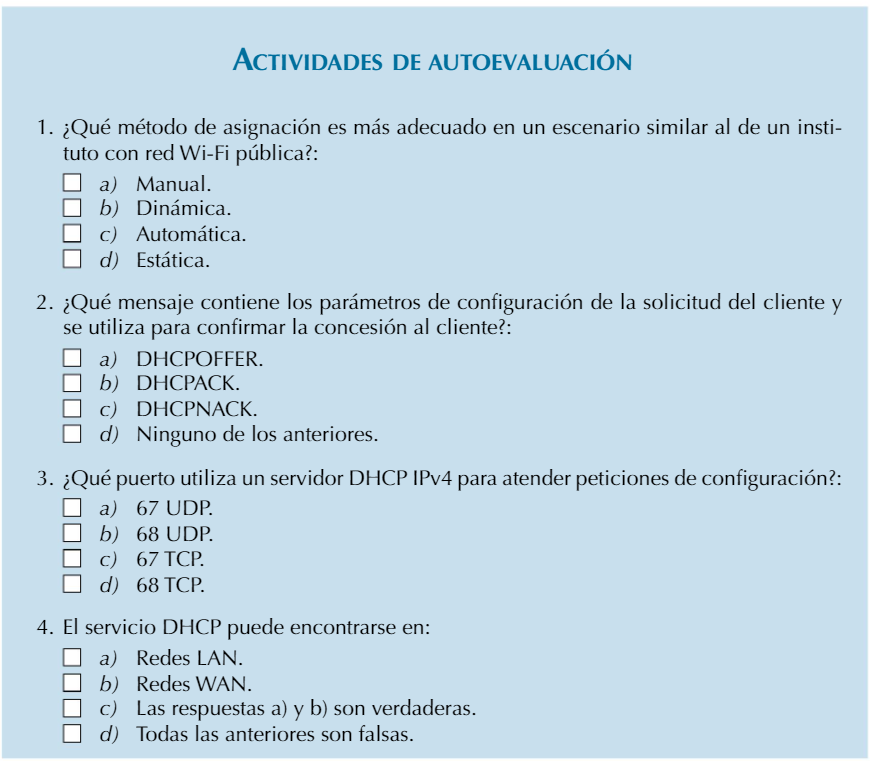 ACTIVIDADES DE AUTOEVALUACIÓN
1. ¿Qué método de asignación es más adecuado en un escenario similar al de un insti-
tuto con red Wi-Fi pública?:
a) Manual.
b) Dinámica.
c) Automática.
d) Estática.
2. ¿Qué mensaje contiene los parámetros de configuración de la solicitud del cliente y
se utiliza para confirmar la concesión al cliente?:
a) DHCPOFFER.
b) DHCPACK.
c) DHCPNACK.
d) Ninguno de los anteriores.
3. ¿Qué puerto utiliza un servidor DHCP IPv4 para atender peticiones de configuración?:
a) 67 UDP.
b) 68 UDP.
c) 67 TCP.
d) 68 TCP.
4. El servicio DHCP puede encontrarse en:
a) Redes LAN.
b) Redes WAN.
c) Las respuestas a) y b) son verdaderas.
d) Todas las anteriores son falsas.